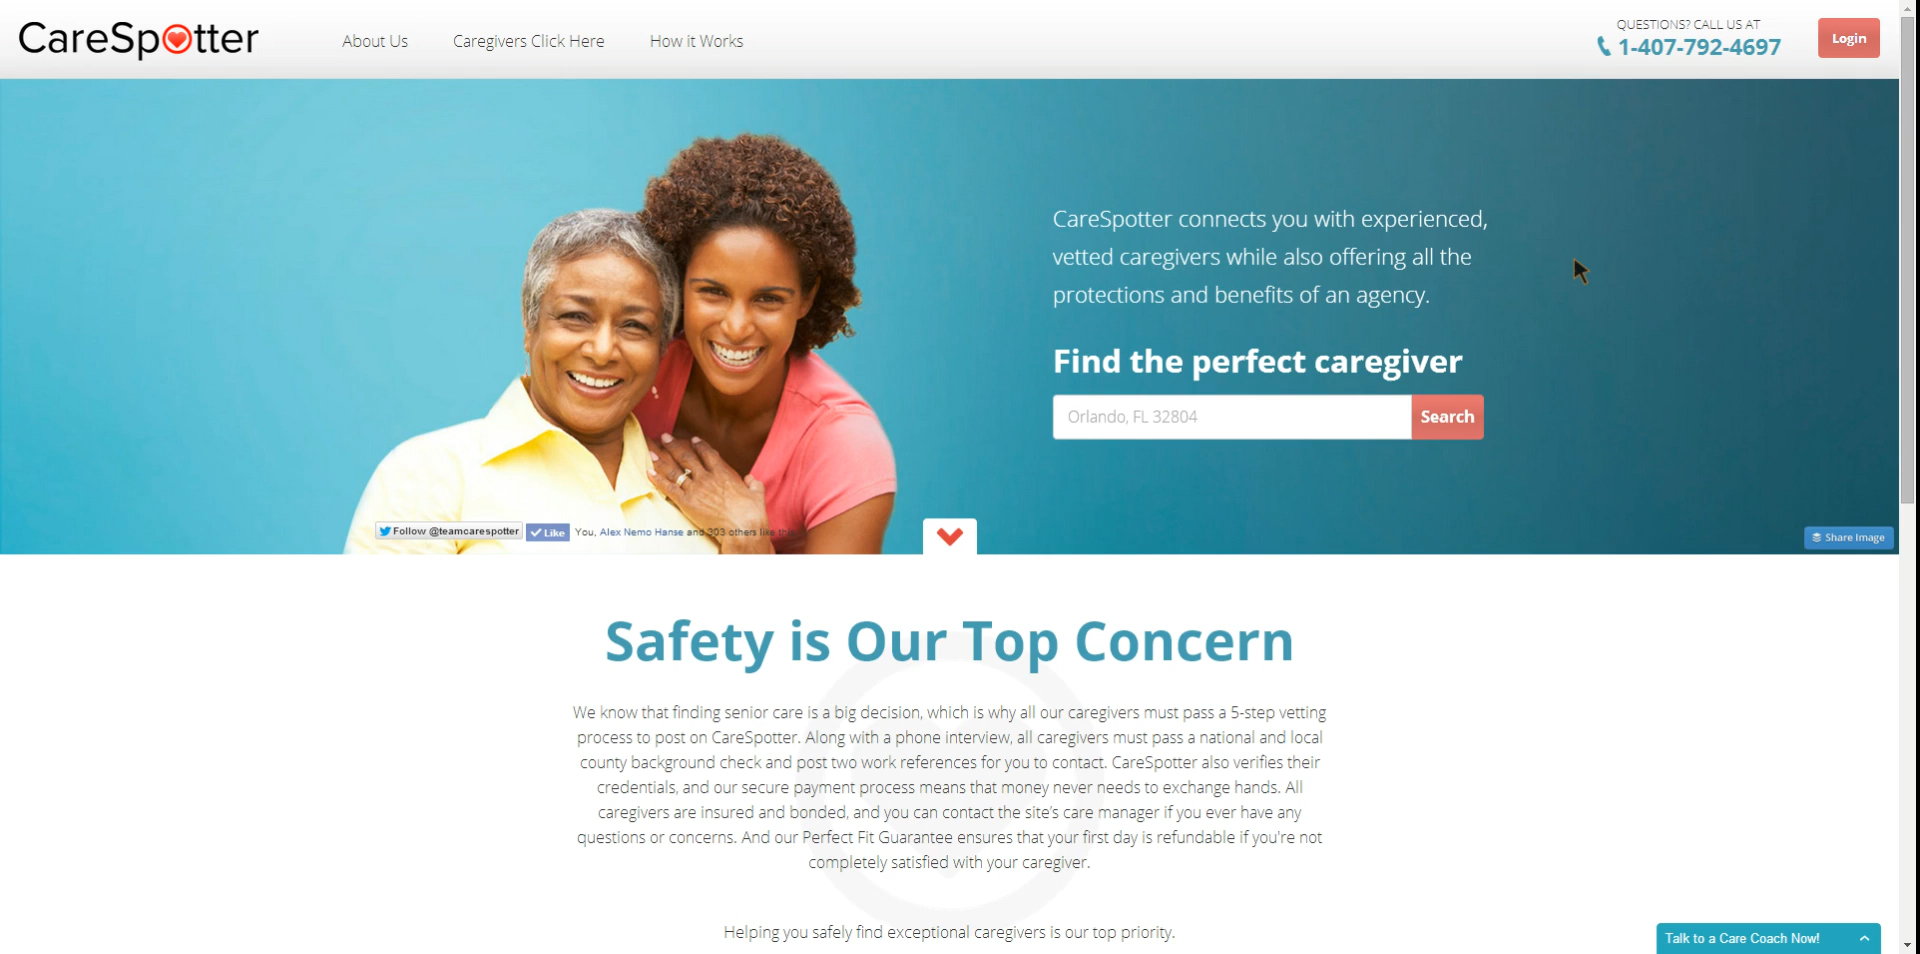 CareSpotter
About Us
Caregivers Click Here
How it Works
QUESTIONS? CALL US AT
1-407-792-4697
Login
CareSpotter connects you with experienced,
vetted caregivers while also offering all the
protections and benefits of an agency.
Find the perfect caregiver
Orlando, FL 32804
Search
Follow @teamcarespotter
Like
You, Alex Nemo Hanse and 303 others like this.
Share Image
Safety is Our Top Concern
We know that finding senior care is a big decision, which is why all our caregivers must pass a 5-step vetting
process to post on CareSpotter. Along with a phone interview, all caregivers must pass a national and local
county background check and post two work references for you to contact. CareSpotter also verifies their
credentials, and our secure payment process means that money never needs to exchange hands. All
caregivers are insured and bonded, and you can contact the site's care manager if you ever have any
questions or concerns. And our Perfect Fit Guarantee ensures that your first day is refundable if you're not
completely satisfied with your caregiver.
Helping you safely find exceptional caregivers is our top priority.
Talk to a Care Coach Now!